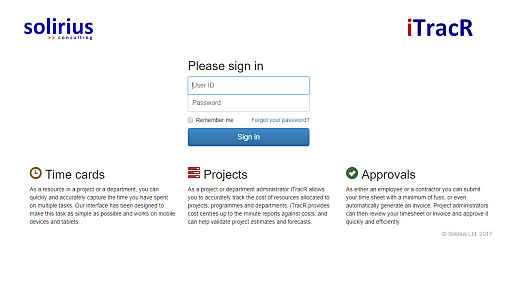 solirius
>> consulting
iTracR
Please sign in
User ID
Password
Remember me
Forgot your password?
Sign in
Time cards
As a resource in a project or a department, you can
quickly and accurately capture the time you have spent
on multiple tasks. Our interface has been designed to
make this task as simple as possible and works on mobile
devices and tablets.
Projects
As a project or department administrator iTracR allows
you to accurately track the cost of resources allocated to
projects, programmes and departments. iTracR provides
cost centres up to the minute reports against costs, and
can help validate project estimates and forecasts.
Approvals
As either an employee or a contractor you can submit
your time sheet with a minimum of fuss, or even
automatically generate an invoice. Project administrators
can then review your timesheet or invoice and approve it
quickly and efficiently.
© Solirius Ltd. 2017